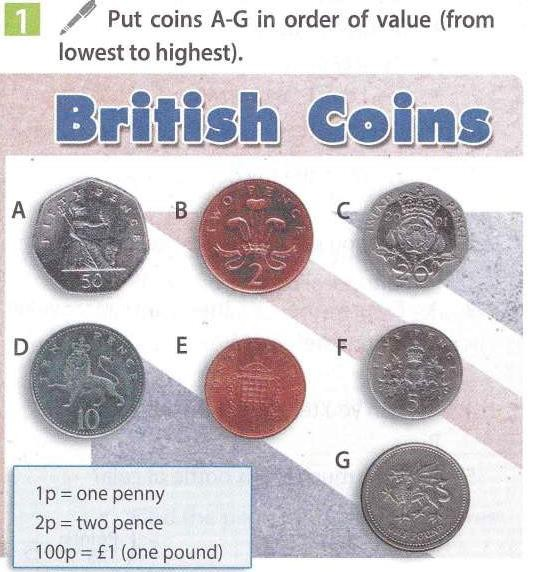 1 Put coins A-G in order of value (from
lowest to highest).
British Coins
A
FIFTY PENCE
50
B
TWO PENCE
2
C
20
D
TEN PENCE
10
E
F
FIVE PENCE
5
G
ONE POUND
1p = one penny
2p = two pence
100p = £1 (one pound)